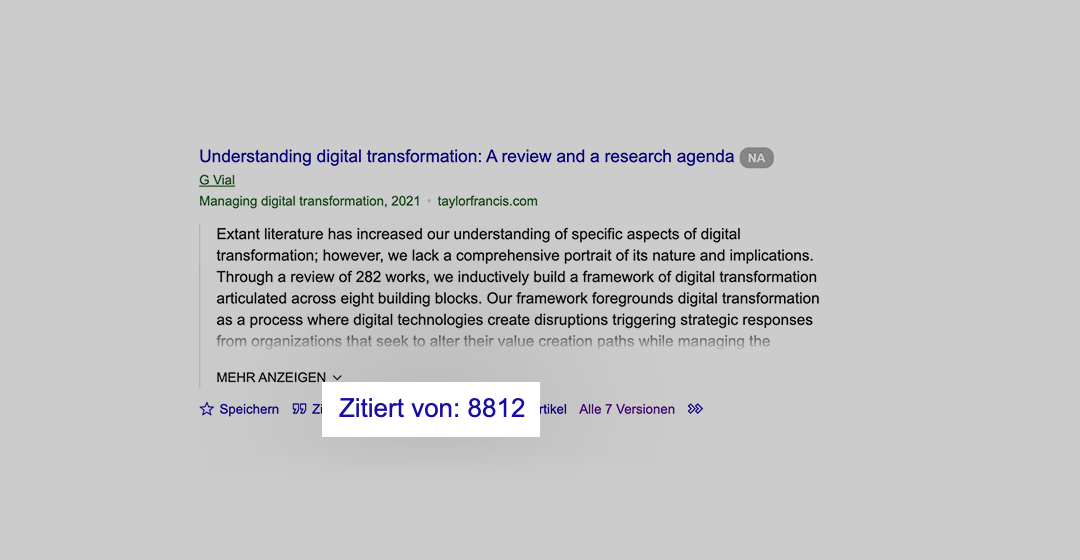 Understanding digital transformation: A review and a research agenda NA
G Vial
Managing digital transformation, 2021 • taylorfrancis.com
Extant literature has increased our understanding of specific aspects of digital
transformation; however, we lack a comprehensive portrait of its nature and implications.
Through a review of 282 works, we inductively build a framework of digital transformation
articulated across eight building blocks. Our framework foregrounds digital transformation
as a process where digital technologies create disruptions triggering strategic responses
from organizations that seek to alter their value creation paths while managing the
MEHR ANZEIGEN
Speichern Zitiert von: 8812 Alle 7 Versionen